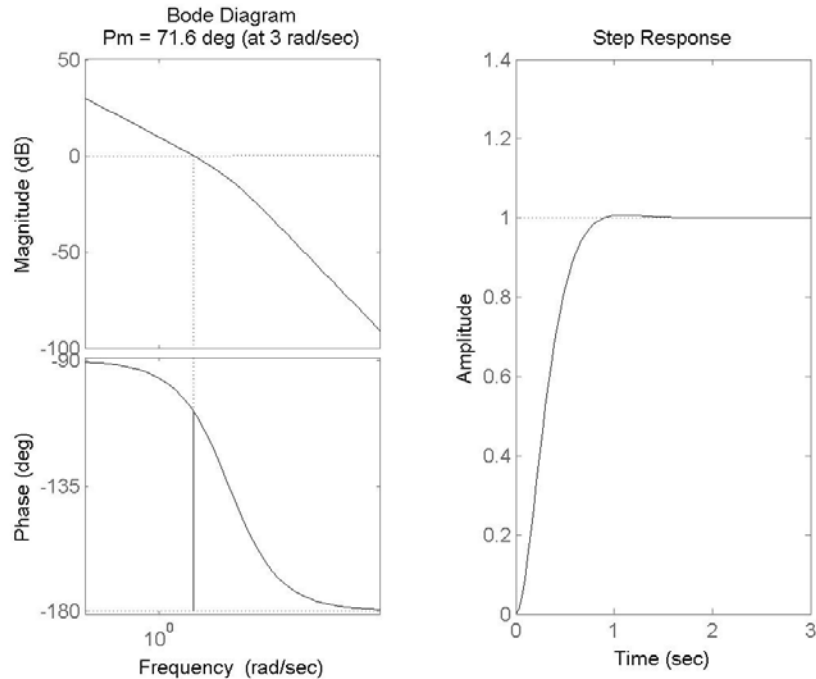 Bode Diagram
Pm = 71.6 deg (at 3 rad/sec)
50
0
-50
-100
Magnitude (dB)
-90
-135
-180
Phase (deg)
10⁰
Frequency (rad/sec)
Step Response
1.4
1.2
1
0.8
0.6
0.4
0.2
0
Amplitude
0 1 2 3
Time (sec)